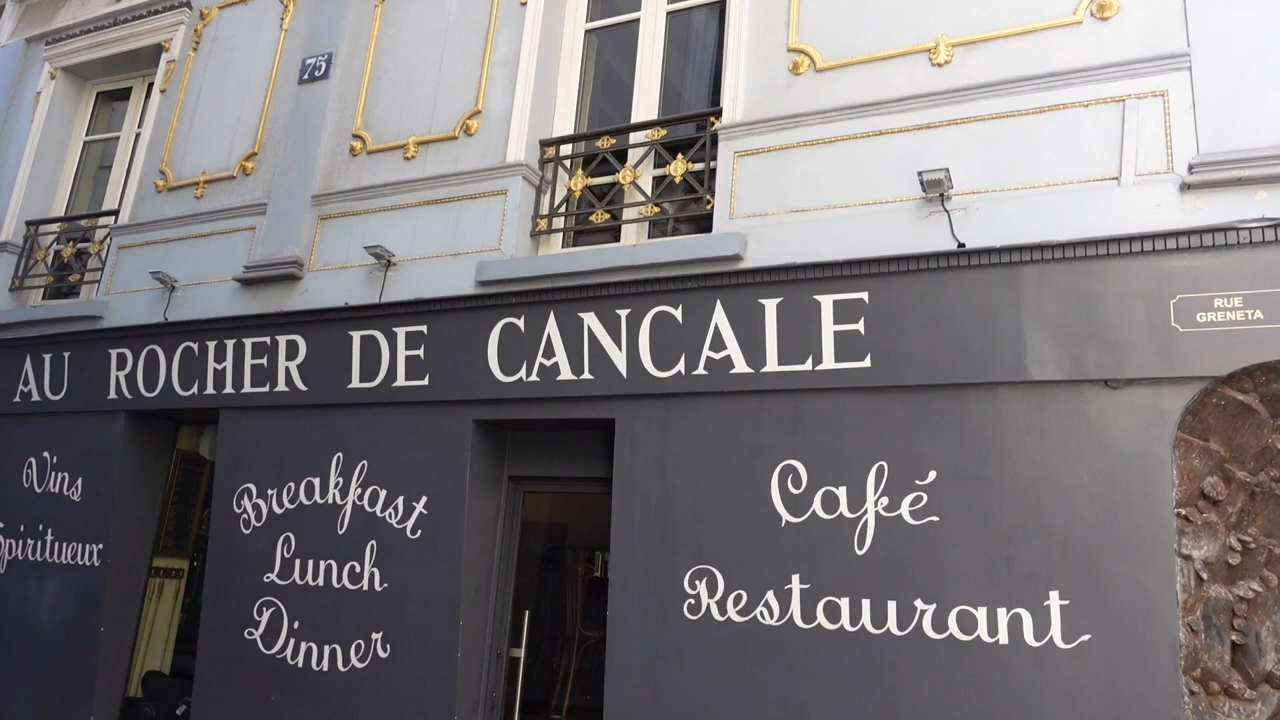 75
AU ROCHER DE CANCALE
RUE
GRENETA
Vins
Spiritueux
Breakfast
Lunch
Dinner
Café
Restaurant